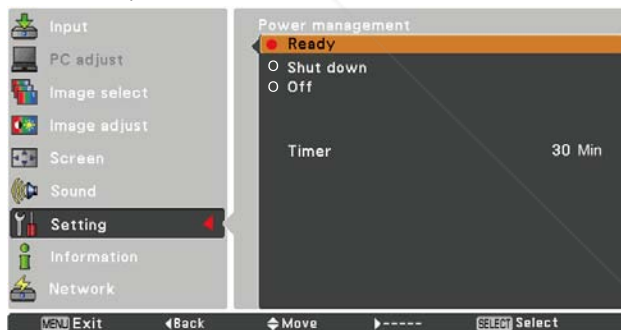 Input
PC adjust
Image select
Image adjust
Screen
Sound
Setting
Information
Network
Power management
Ready
Shut down
Off
Timer 30 Min
MENU Exit ◀Back Move ▶----- SELECT Select